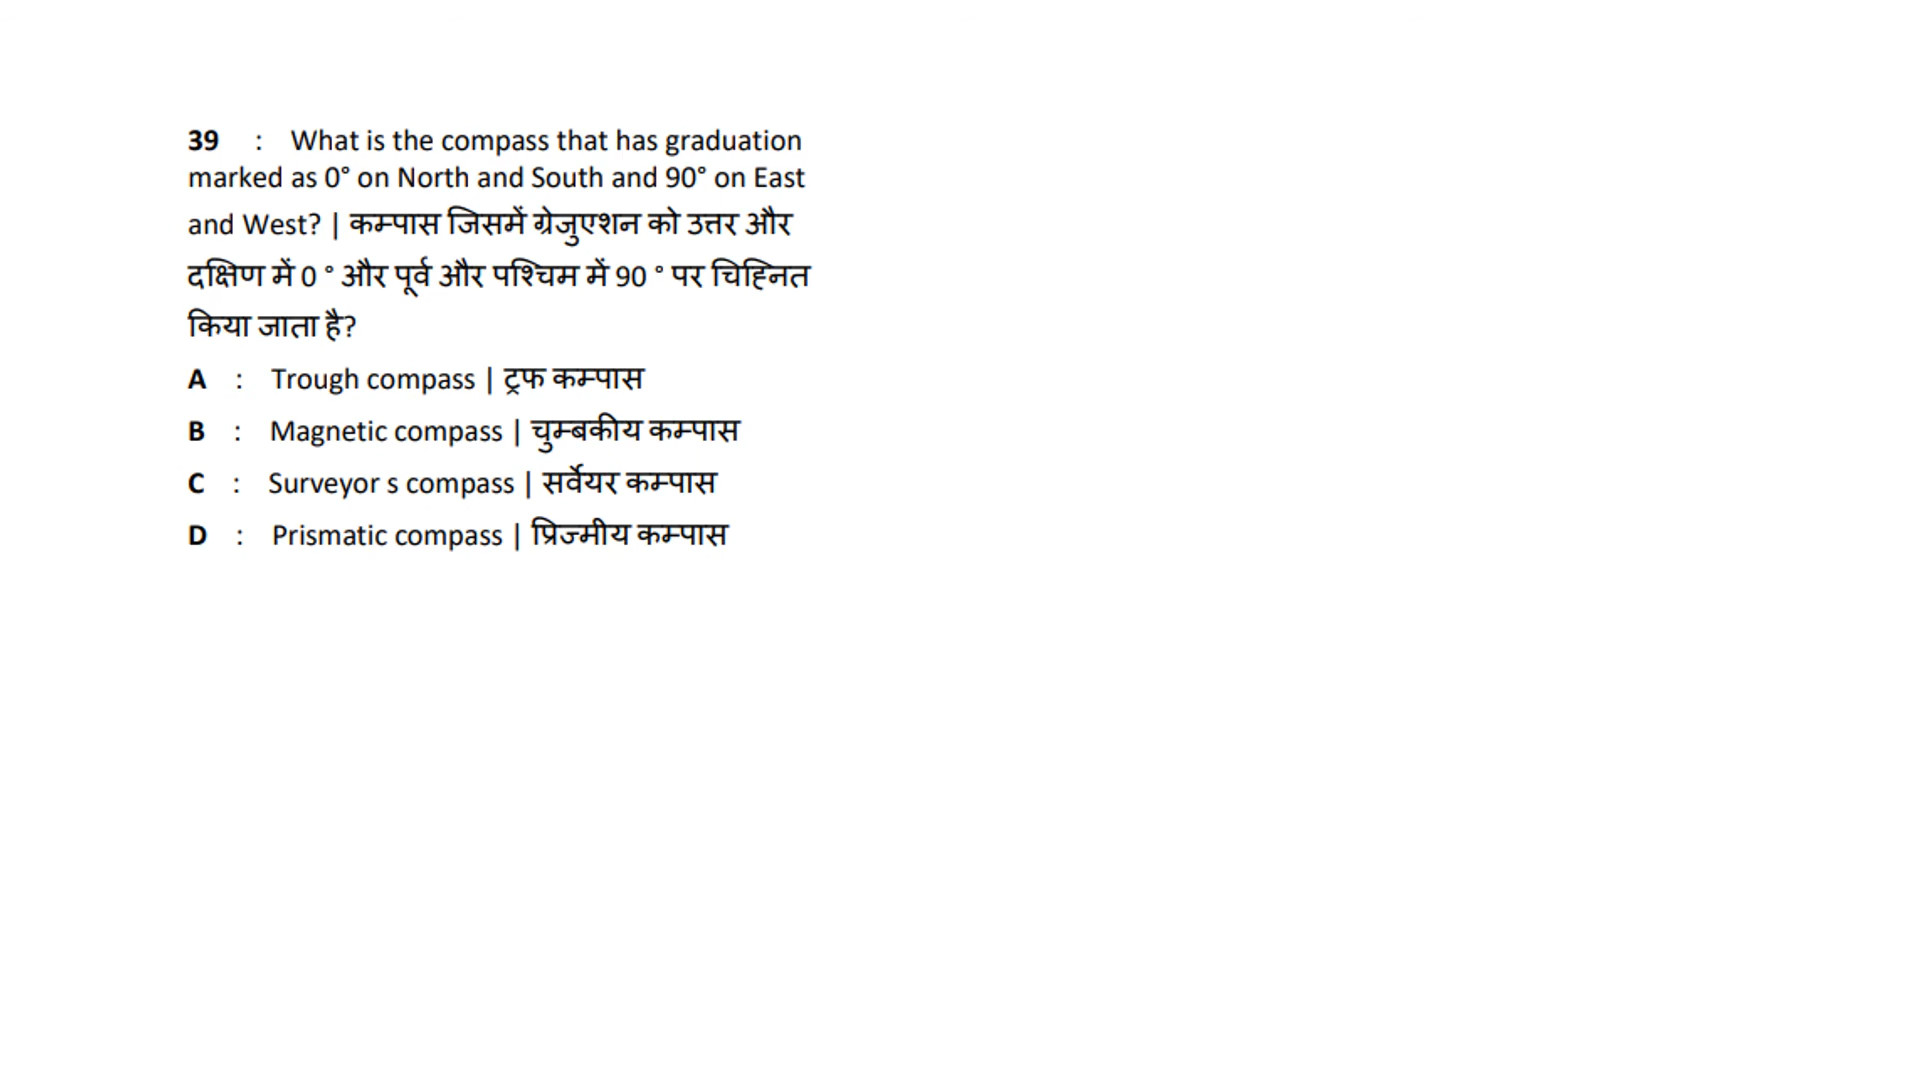 39 : What is the compass that has graduation
marked as 0° on North and South and 90° on East
and West? | कम्पास जिसमें ग्रेजुएशन को उत्तर और
दक्षिण में 0 ° और पूर्व और पश्चिम में 90 ° पर चिह्नित
किया जाता है?
A : Trough compass | ट्रफ कम्पास
B : Magnetic compass | चुम्बकीय कम्पास
C : Surveyor s compass | सर्वेयर कम्पास
D : Prismatic compass | प्रिज्मीय कम्पास